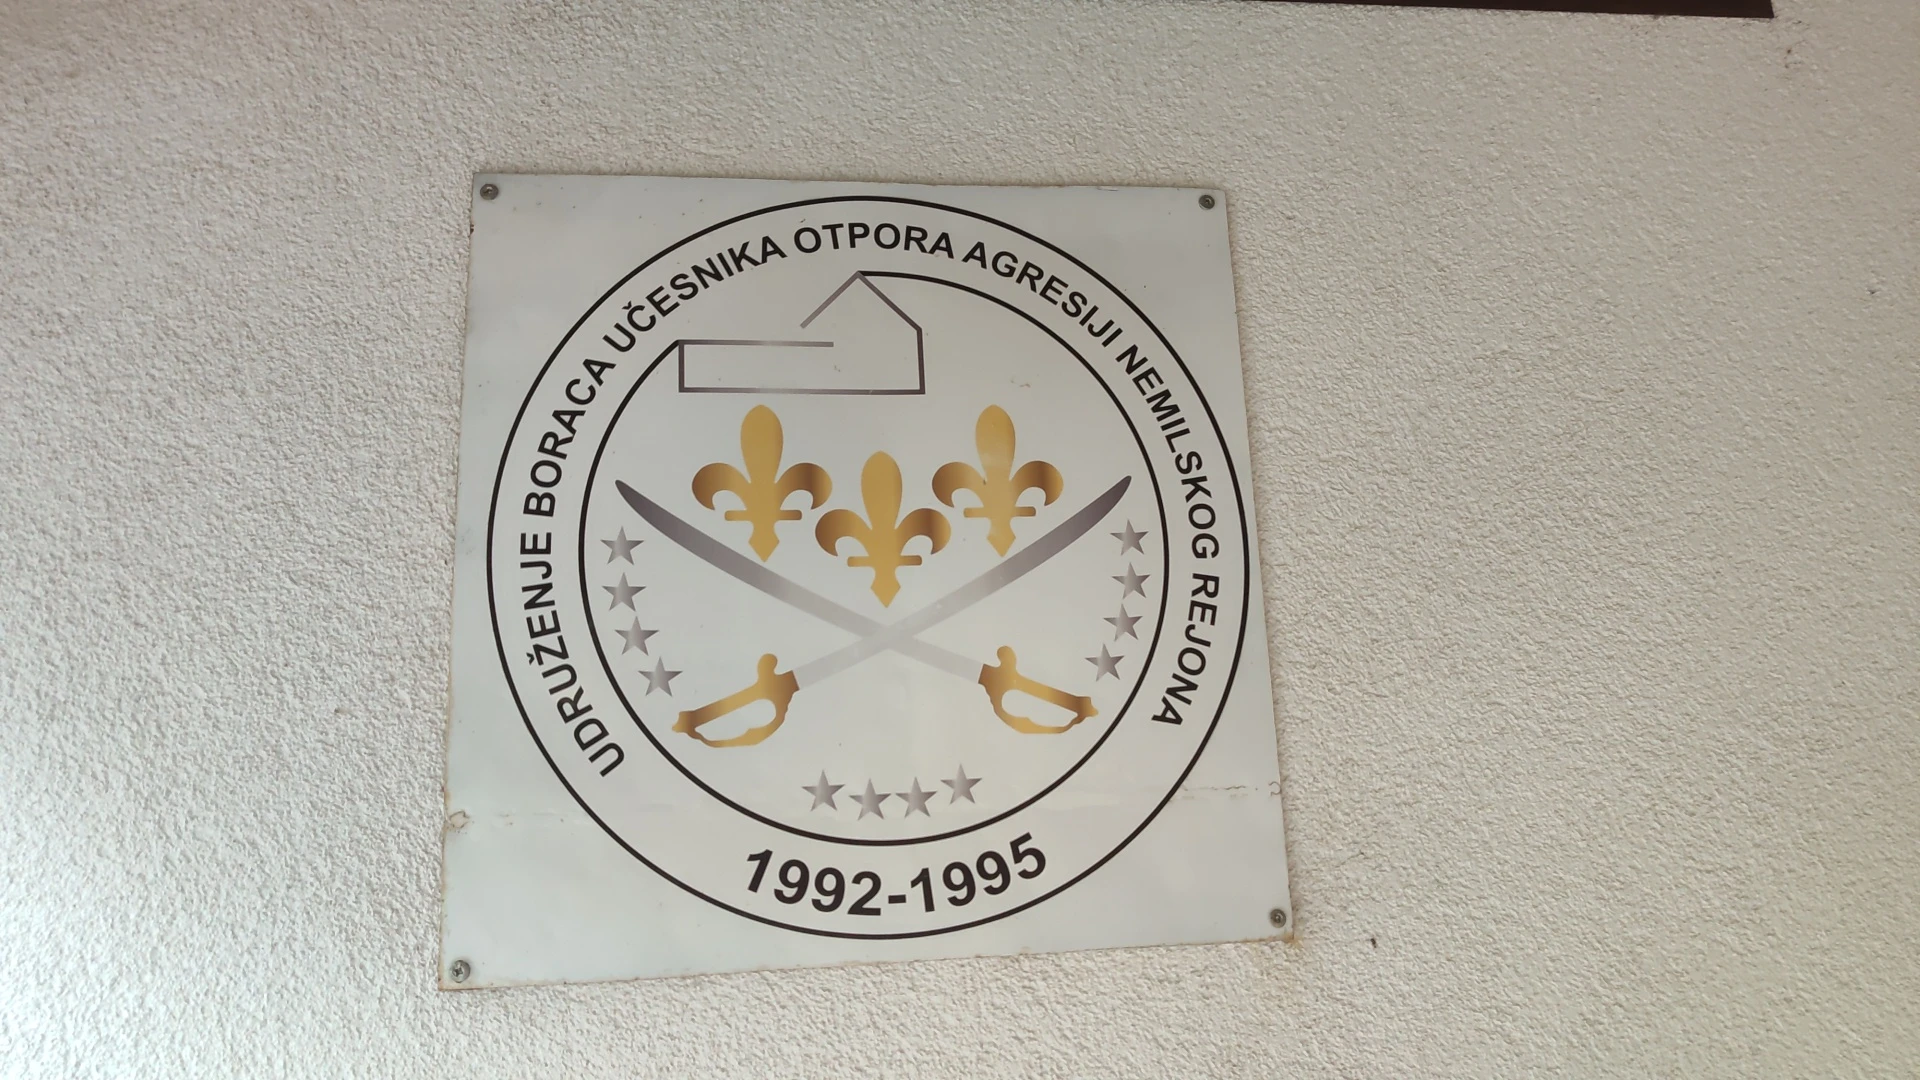 UDRUŽENJE BORACA UČESNIKA OTPORA AGRESIJI NEMILSKOG REJONA
1992-1995